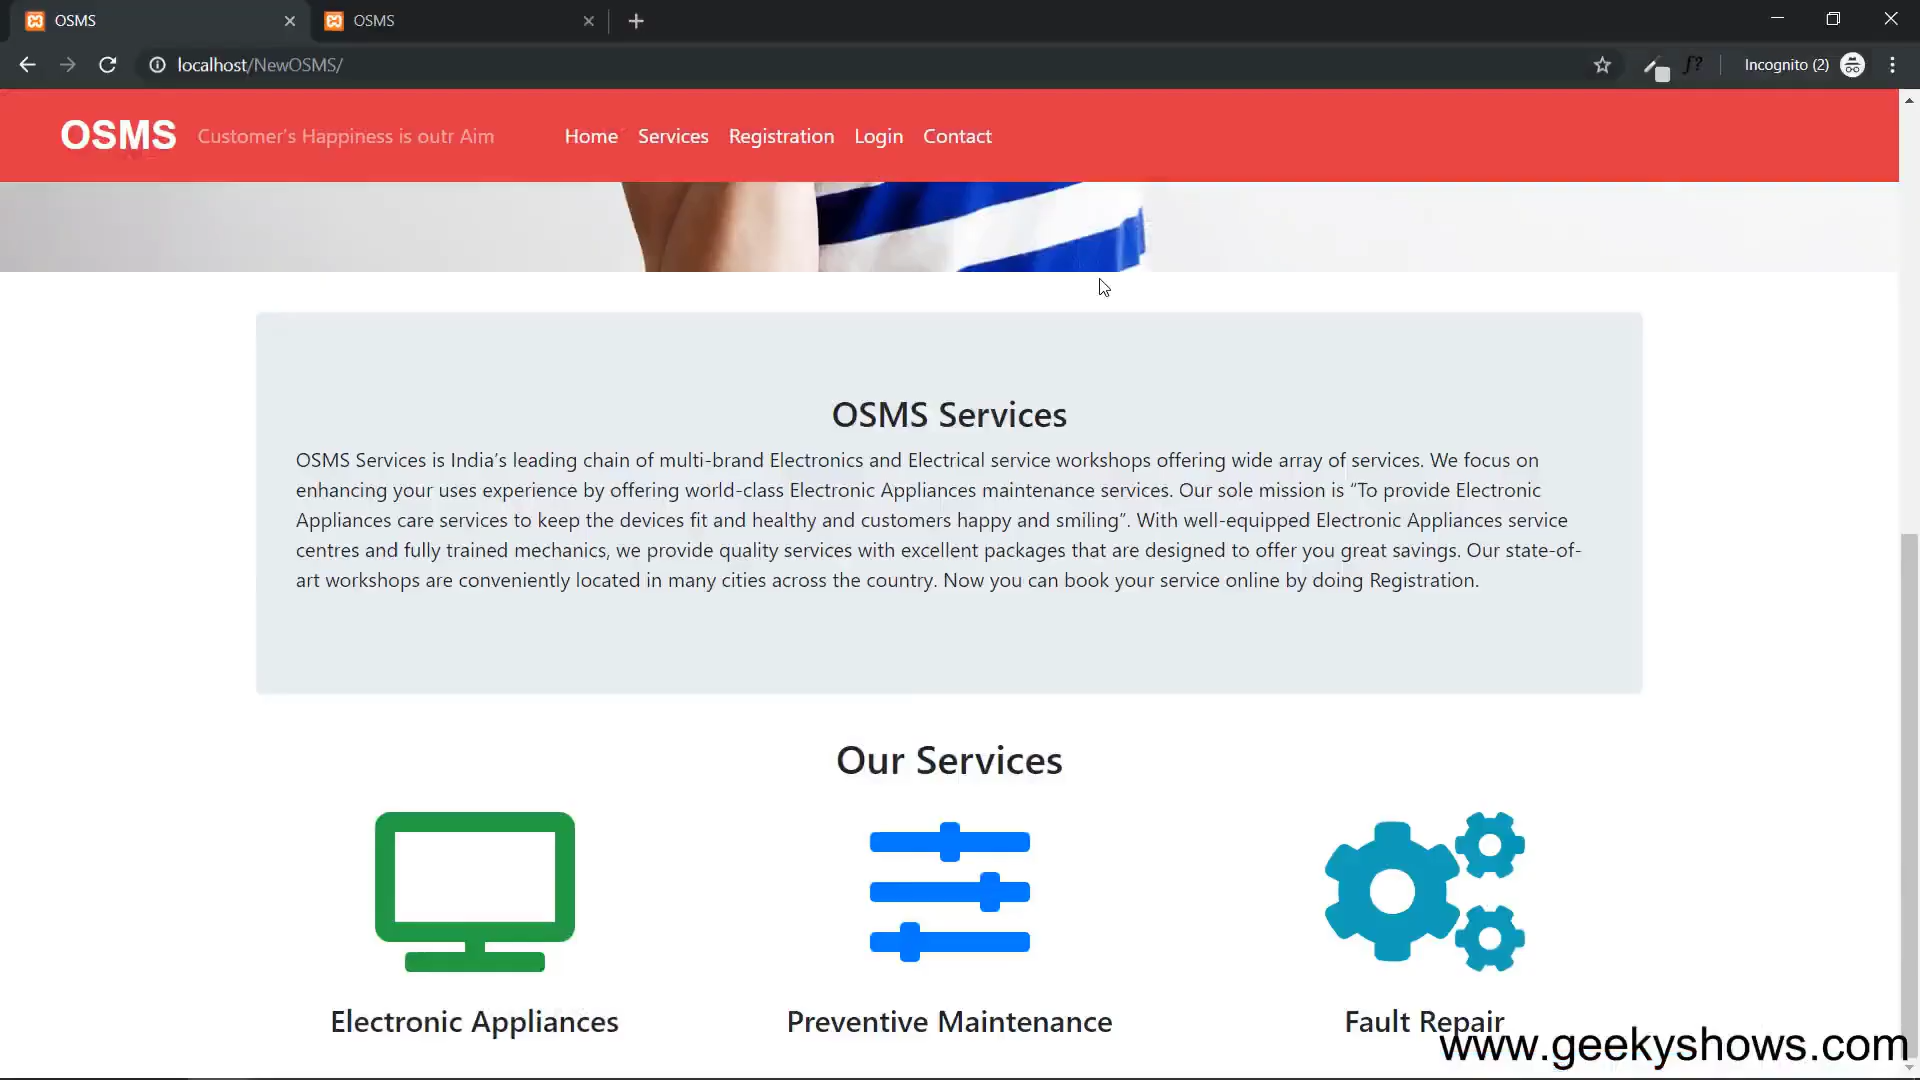 OSMS
OSMS
localhost/NewOSMS/
Incognito (2)
OSMS Customer's Happiness is outr Aim Home Services Registration Login Contact
OSMS Services
OSMS Services is India’s leading chain of multi-brand Electronics and Electrical service workshops offering wide array of services. We focus on
enhancing your uses experience by offering world-class Electronic Appliances maintenance services. Our sole mission is “To provide Electronic
Appliances care services to keep the devices fit and healthy and customers happy and smiling”. With well-equipped Electronic Appliances service
centres and fully trained mechanics, we provide quality services with excellent packages that are designed to offer you great savings. Our state-of-
art workshops are conveniently located in many cities across the country. Now you can book your service online by doing Registration.
Our Services
Electronic Appliances
Preventive Maintenance
Fault Repair
www.geekyshows.com